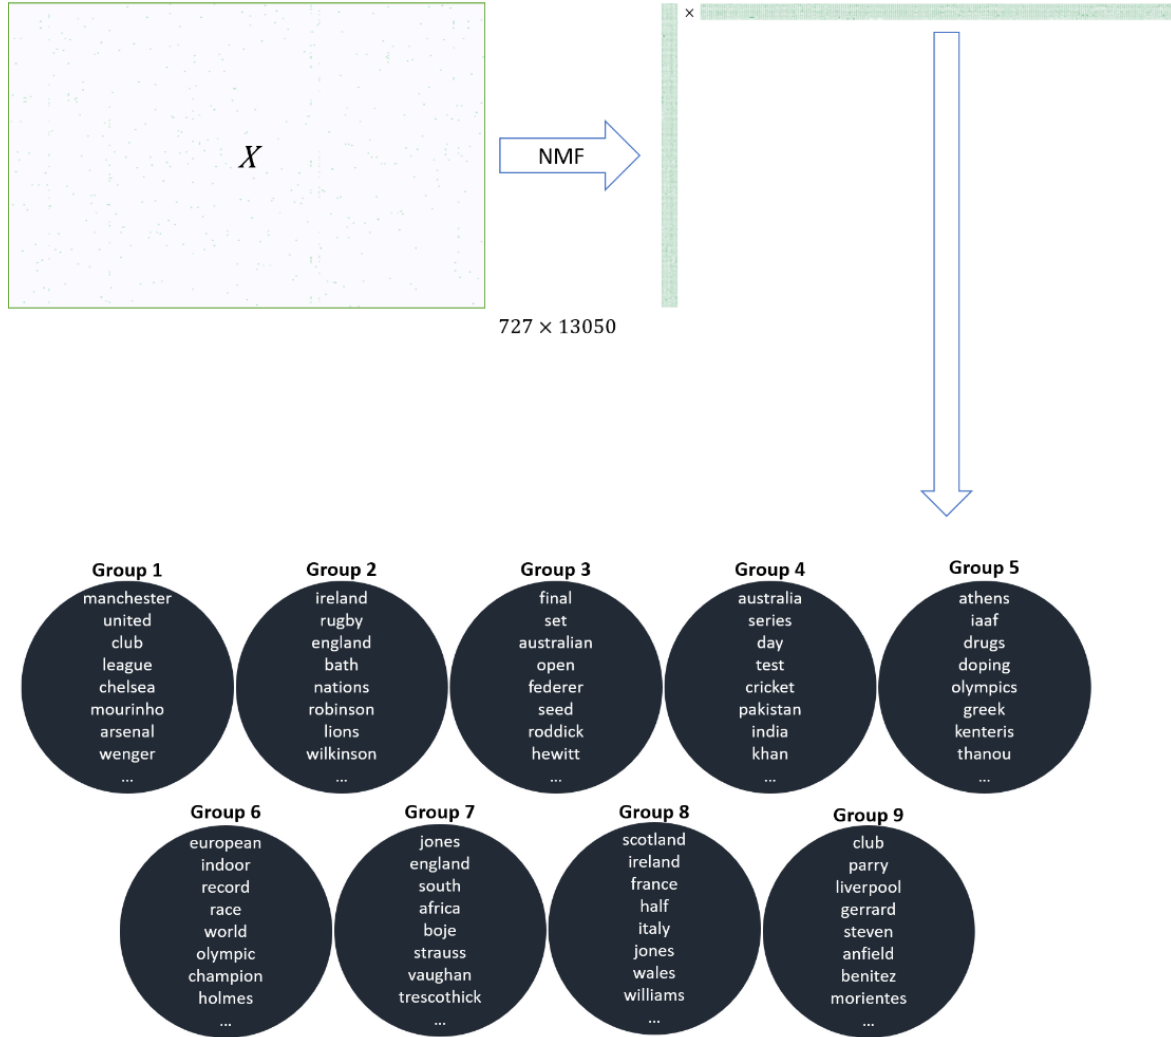 X
NMF
×
727 × 13050
Group 1
manchester
united
club
league
chelsea
mourinho
arsenal
wenger
...
Group 2
ireland
rugby
england
bath
nations
robinson
lions
wilkinson
...
Group 3
final
set
australian
open
federer
seed
roddick
hewitt
...
Group 4
australia
series
day
test
cricket
pakistan
india
khan
...
Group 5
athens
iaaf
drugs
doping
olympics
greek
kenteris
thanou
...
Group 6
european
indoor
record
race
world
olympic
champion
holmes
...
Group 7
jones
england
south
africa
boje
strauss
vaughan
trescothick
...
Group 8
scotland
ireland
france
half
italy
jones
wales
williams
...
Group 9
club
parry
liverpool
gerrard
steven
anfield
benitez
morientes
...